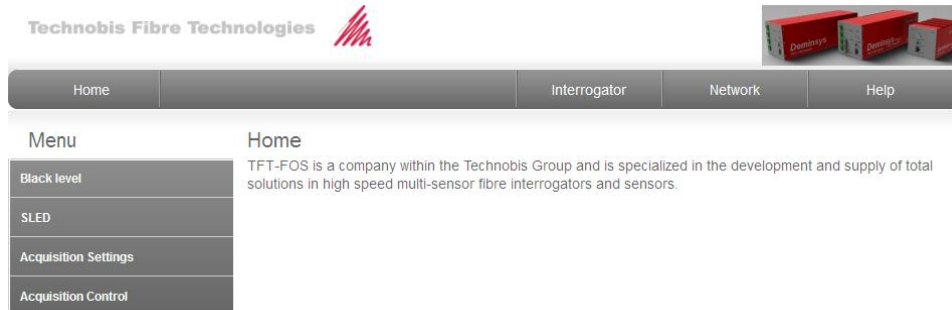 Technobis Fibre Technologies
Deminsys
Deminsys
Home
Interrogator
Network
Help
Menu
Black level
SLED
Acquisition Settings
Acquisition Control
Home
TFT-FOS is a company within the Technobis Group and is specialized in the development and supply of total
solutions in high speed multi-sensor fibre interrogators and sensors.